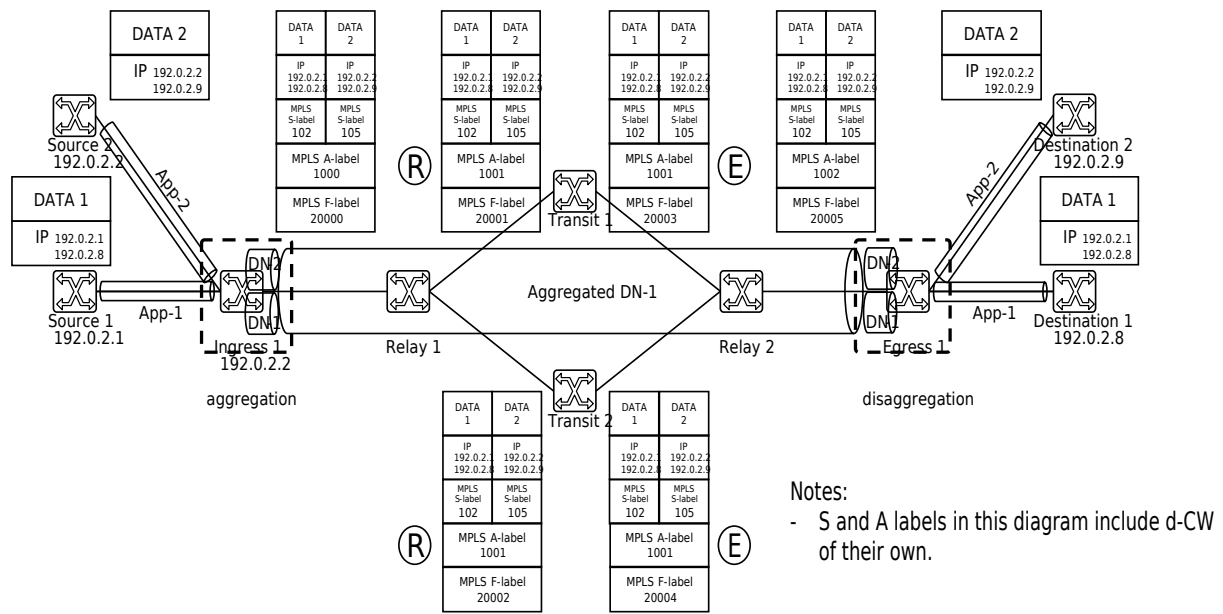 DATA 2
IP 192.0.2.2
192.0.2.9
Source 2
192.0.2.2
App-2
DATA 1
IP 192.0.2.1
192.0.2.8
Source 1
192.0.2.1
App-1
DN2
DN-1
Ingress 1
192.0.2.2
aggregation
DATA 1
DATA 2
IP 192.0.2.1 192.0.2.8
IP 192.0.2.2 192.0.2.9
MPLS S-label 102
MPLS S-label 105
MPLS A-label
1000
MPLS F-label
20000
R
DATA 1
DATA 2
IP 192.0.2.1 192.0.2.8
IP 192.0.2.2 192.0.2.9
MPLS S-label 102
MPLS S-label 105
MPLS A-label
1001
MPLS F-label
20001
Transit 1
DATA 1
DATA 2
IP 192.0.2.1 192.0.2.8
IP 192.0.2.2 192.0.2.9
MPLS S-label 102
MPLS S-label 105
MPLS A-label
1001
MPLS F-label
20003
E
DATA 1
DATA 2
IP 192.0.2.1 192.0.2.8
IP 192.0.2.2 192.0.2.9
MPLS S-label 102
MPLS S-label 105
MPLS A-label
1002
MPLS F-label
20005
Relay 1
Aggregated DN-1
Relay 2
DATA 2
IP 192.0.2.2
192.0.2.9
Destination 2
192.0.2.9
App-2
DATA 1
IP 192.0.2.1
192.0.2.8
DN2
DN-1
Egress 1
App-1
Destination 1
192.0.2.8
disaggregation
Transit 2
R
DATA 1
DATA 2
IP 192.0.2.1 192.0.2.8
IP 192.0.2.2 192.0.2.9
MPLS S-label 102
MPLS S-label 105
MPLS A-label
1001
MPLS F-label
20002
DATA 1
DATA 2
IP 192.0.2.1 192.0.2.8
IP 192.0.2.2 192.0.2.9
MPLS S-label 102
MPLS S-label 105
MPLS A-label
1001
MPLS F-label
20004
E
Notes:
- S and A labels in this diagram include d-CW
of their own.